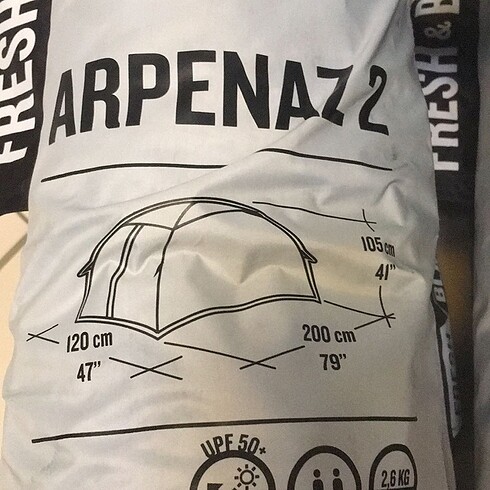 FRESH
ARPENAZ 2
FRESH & B
105 cm
41"
120 cm
47"
200 cm
79"
UPF 50+
2,6 KG